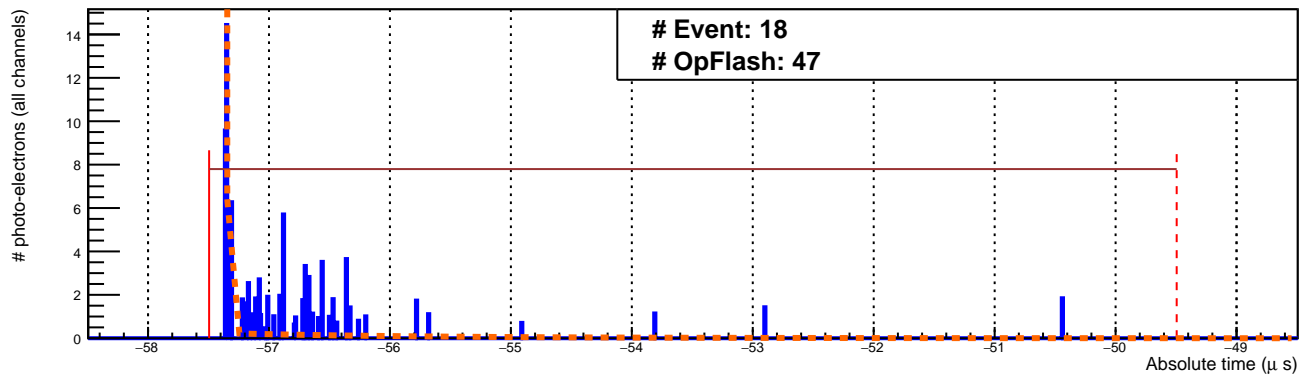 # Event: 18
# OpFlash: 47
# photo-electrons (all channels)
14
12
10
8
6
4
2
0
−58 −57 −56 −55 −54 −53 −52 −51 −50 −49
Absolute time (μ s)